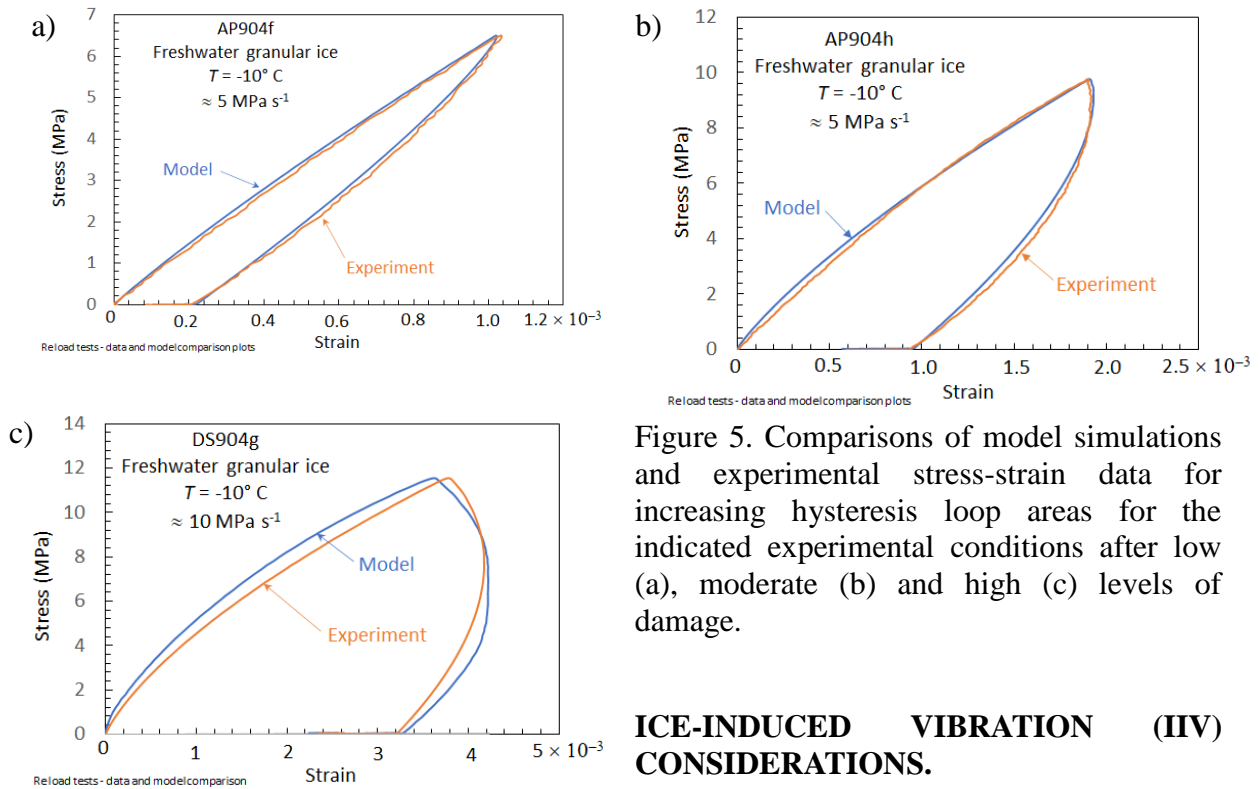 a)
AP904f
Freshwater granular ice
T = -10° C
≈ 5 MPa s⁻¹
Stress (MPa)
7
6
5
4
3
2
1
0
Model
Experiment
0
0.2
0.4
0.6
0.8
1.0
1.2 × 10⁻³
Strain
Reload tests - data and model comparison plots
b)
AP904h
Freshwater granular ice
T = -10° C
≈ 5 MPa s⁻¹
Stress (MPa)
12
10
8
6
4
2
0
Model
Experiment
0
0.5
1.0
1.5
2.0
2.5 × 10⁻³
Strain
Reload tests - data and model comparison plots
c)
DS904g
Freshwater granular ice
T = -10° C
≈ 10 MPa s⁻¹
Stress (MPa)
14
12
10
8
6
4
2
0
Model
Experiment
0
1
2
3
4
5 × 10⁻³
Strain
Reload tests - data and model comparison
Figure 5. Comparisons of model simulations
and experimental stress-strain data for
increasing hysteresis loop areas for the
indicated experimental conditions after low
(a), moderate (b) and high (c) levels of
damage.
ICE-INDUCED VIBRATION (IIV)
CONSIDERATIONS.